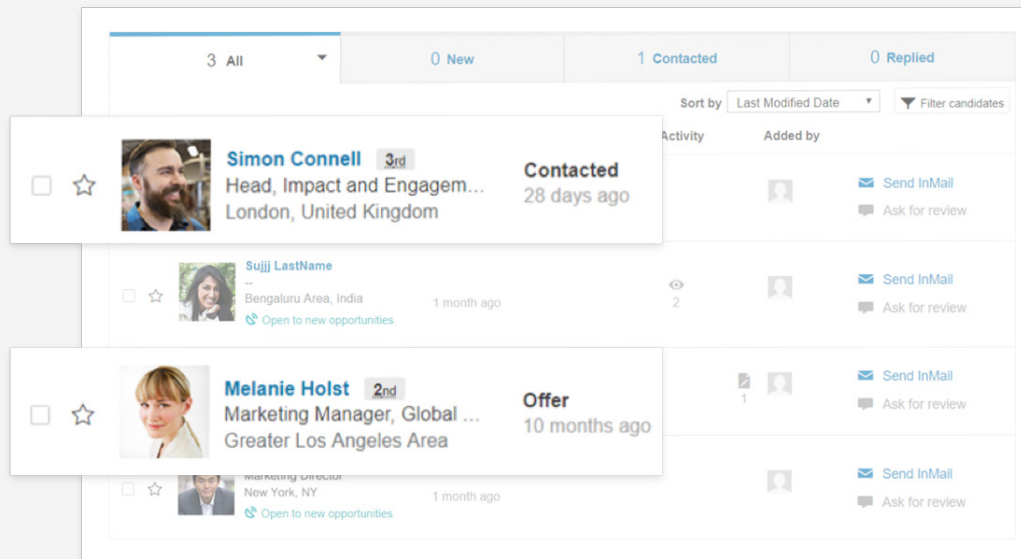 3 All
0 New
1 Contacted
0 Replied
Sort by Last Modified Date
Filter candidates
Activity
Added by
Simon Connell 3rd
Head, Impact and Engagem...
London, United Kingdom
Contacted
28 days ago
Send InMail
Ask for review
Sujjj LastName
--
Bengaluru Area, India
Open to new opportunities
1 month ago
2
Send InMail
Ask for review
Melanie Holst 2nd
Marketing Manager, Global ...
Greater Los Angeles Area
Offer
10 months ago
1
Send InMail
Ask for review
Marketing Director
New York, NY
Open to new opportunities
1 month ago
Send InMail
Ask for review